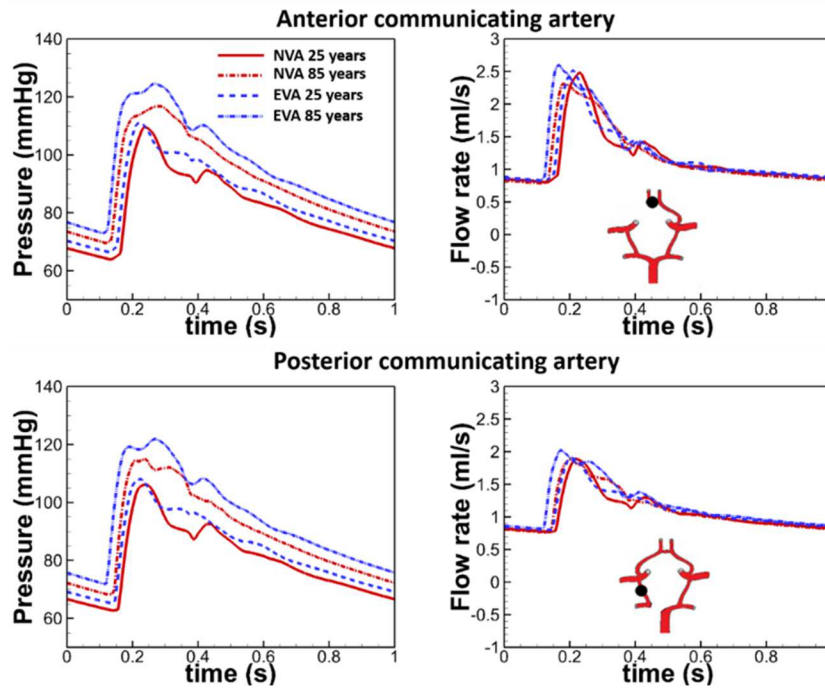 Anterior communicating artery
Pressure (mmHg)
140
120
100
80
60
0 0.2 0.4 0.6 0.8 1
time (s)
NVA 25 years
NVA 85 years
EVA 25 years
EVA 85 years
Flow rate (ml/s)
3
2.5
2
1.5
1
0.5
0
-0.5
-1
0 0.2 0.4 0.6 0.8
time (s)
Posterior communicating artery
Pressure (mmHg)
140
120
100
80
60
0 0.2 0.4 0.6 0.8 1
time (s)
Flow rate (ml/s)
3
2.5
2
1.5
1
0.5
0
-0.5
-1
0 0.2 0.4 0.6 0.8
time (s)